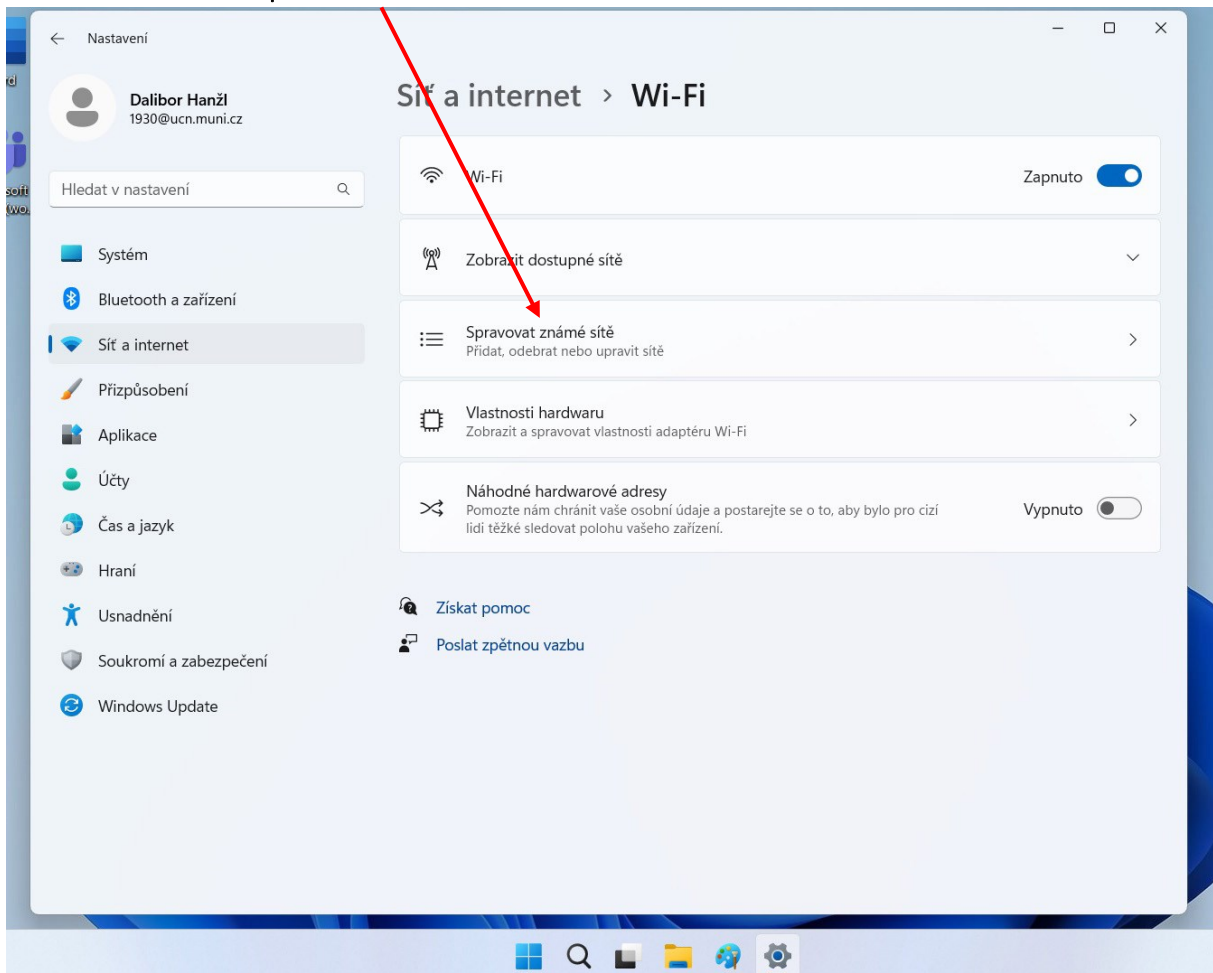 Nastavení
Dalibor Hanžl
1930@ucn.muni.cz
Hledat v nastavení
Systém
Bluetooth a zařízení
Síť a internet
Přizpůsobení
Aplikace
Účty
Čas a jazyk
Hraní
Usnadnění
Soukromí a zabezpečení
Windows Update
Síť a internet › Wi-Fi
Wi-Fi
Zapnuto
Zobrazit dostupné sítě
Spravovat známé sítě
Přidat, odebrat nebo upravit sítě
Vlastnosti hardwaru
Zobrazit a spravovat vlastnosti adaptéru Wi-Fi
Náhodné hardwarové adresy
Pomozte nám chránit vaše osobní údaje a postarejte se o to, aby bylo pro cizí
lidi těžké sledovat polohu vašeho zařízení.
Vypnuto
Získat pomoc
Poslat zpětnou vazbu